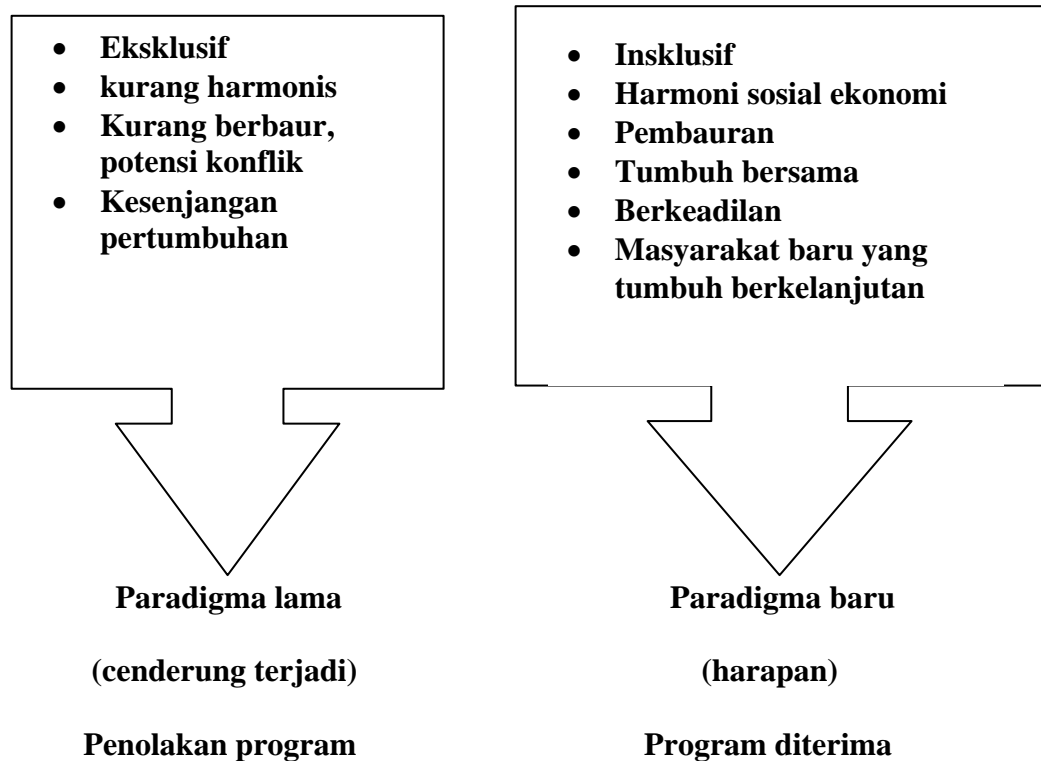 • Eksklusif
• kurang harmonis
• Kurang berbaur,
potensi konflik
• Kesenjangan
pertumbuhan
• Insklusif
• Harmoni sosial ekonomi
• Pembauran
• Tumbuh bersama
• Berkeadilan
• Masyarakat baru yang
tumbuh berkelanjutan
Paradigma lama
(cenderung terjadi)
Penolakan program
Paradigma baru
(harapan)
Program diterima